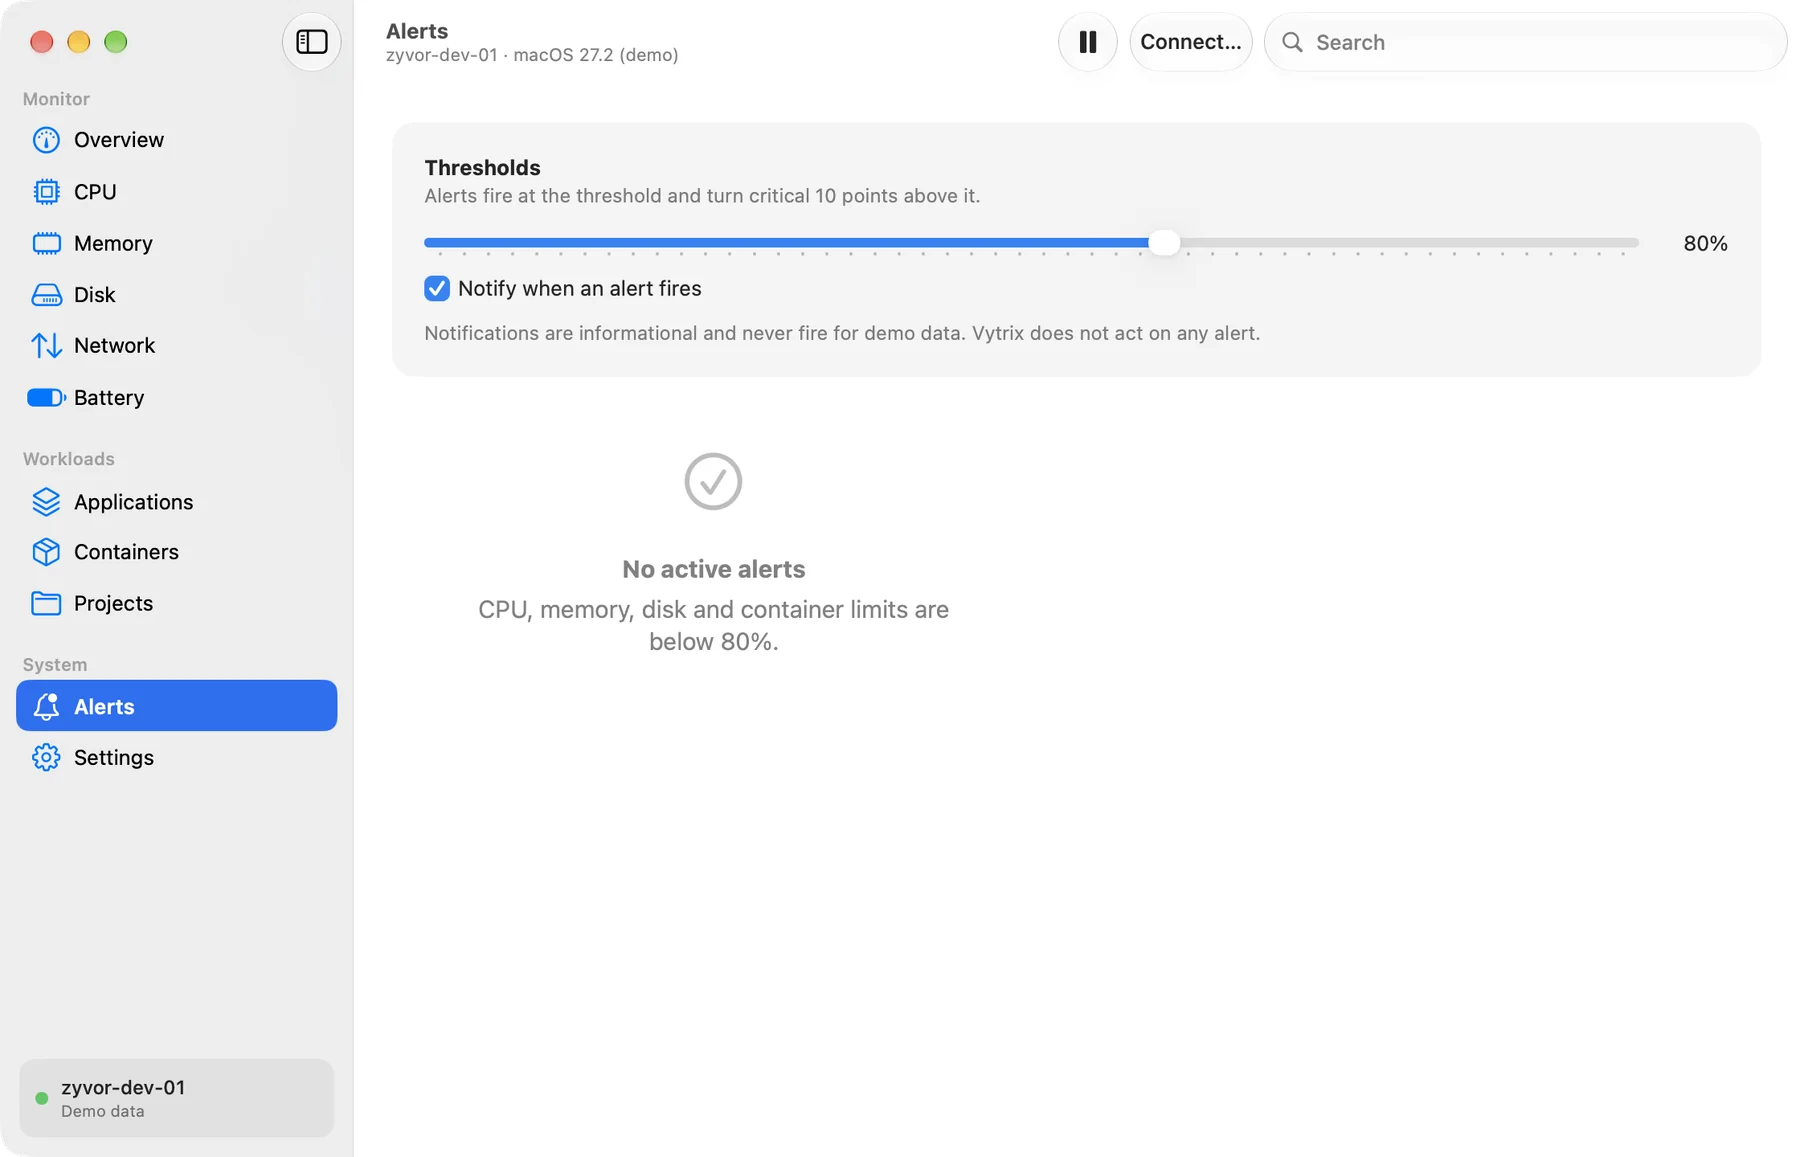 Monitor
Overview
CPU
Memory
Disk
Network
Battery
Workloads
Applications
Containers
Projects
System
Alerts
Settings
zyvor-dev-01
Demo data
Alerts
zyvor-dev-01 · macOS 27.2 (demo)
Connect...
Search
Thresholds
Alerts fire at the threshold and turn critical 10 points above it.
80%
Notify when an alert fires
Notifications are informational and never fire for demo data. Vytrix does not act on any alert.
No active alerts
CPU, memory, disk and container limits are
below 80%.